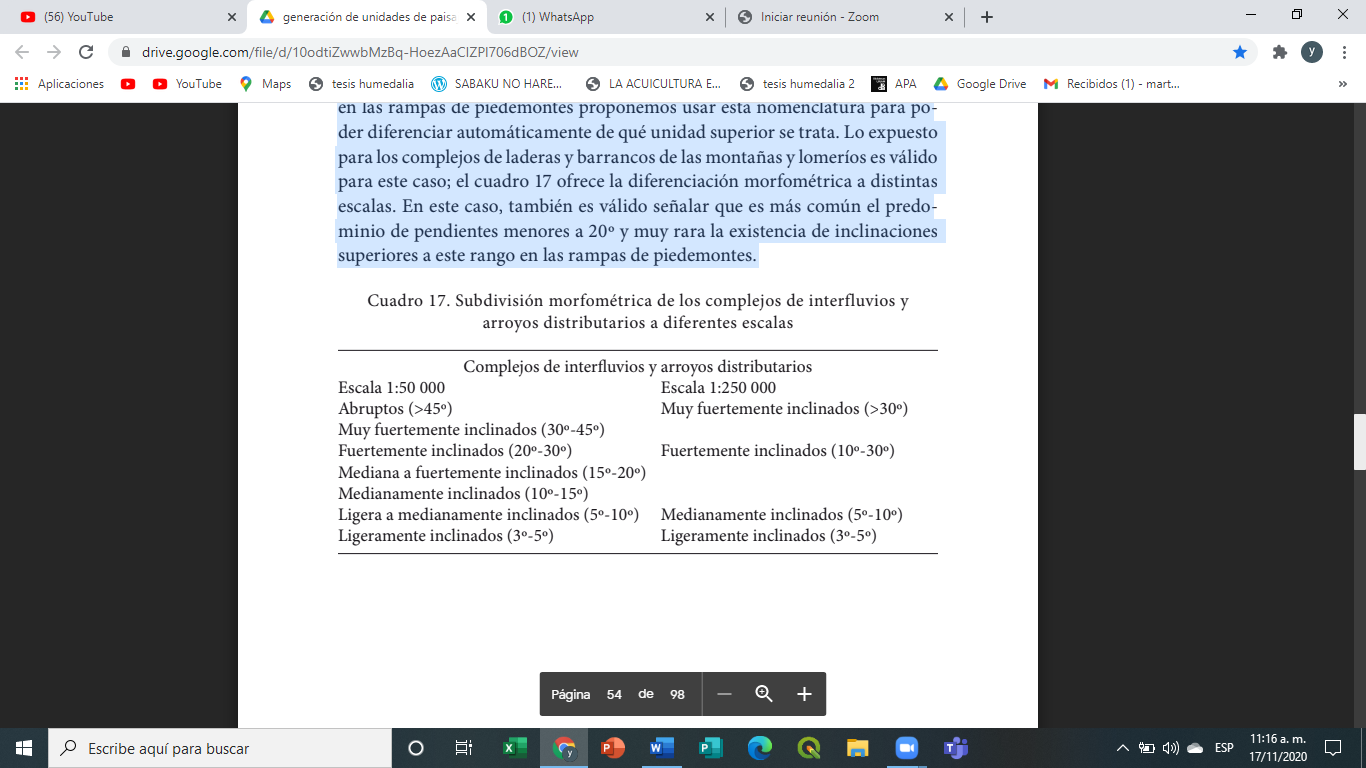 (56) YouTube
generación de unidades de paisa
(1) WhatsApp
Iniciar reunión - Zoom
drive.google.com/file/d/10odtiZwwbMzBq-HoezAaCIZPl706dBOZ/view
y
Aplicaciones
YouTube
Maps
tesis humedalia
SABAKU NO HARE...
LA ACUICULTURA E...
tesis humedalia 2
APA
Google Drive
Recibidos (1) - mart...
»
en las rampas de piedemontes proponemos usar esta nomenclatura para po-
der diferenciar automáticamente de qué unidad superior se trata. Lo expuesto
para los complejos de laderas y barrancos de las montañas y lomeríos es válido
para este caso; el cuadro 17 ofrece la diferenciación morfométrica a distintas
escalas. En este caso, también es válido señalar que es más común el predo-
minio de pendientes menores a 20º y muy rara la existencia de inclinaciones
superiores a este rango en las rampas de piedemontes.
Cuadro 17. Subdivisión morfométrica de los complejos de interfluvios y
arroyos distributarios a diferentes escalas
Complejos de interfluvios y arroyos distributarios
Escala 1:50 000 Escala 1:250 000
Abruptos (>45º) Muy fuertemente inclinados (>30º)
Muy fuertemente inclinados (30º-45º)
Fuertemente inclinados (20º-30º) Fuertemente inclinados (10º-30º)
Mediana a fuertemente inclinados (15º-20º)
Medianamente inclinados (10º-15º)
Ligera a medianamente inclinados (5º-10º) Medianamente inclinados (5º-10º)
Ligeramente inclinados (3º-5º) Ligeramente inclinados (3º-5º)
Página 54 de 98
Escribe aquí para buscar
ESP
11:16 a. m.
17/11/2020